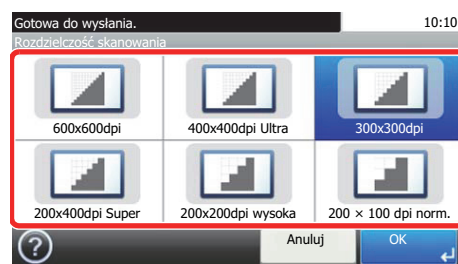 Gotowa do wysłania. 10:10
Rozdzielczość skanowania
600x600dpi 400x400dpi Ultra 300x300dpi
200x400dpi Super 200x200dpi wysoka 200 × 100 dpi norm.
? Anuluj OK